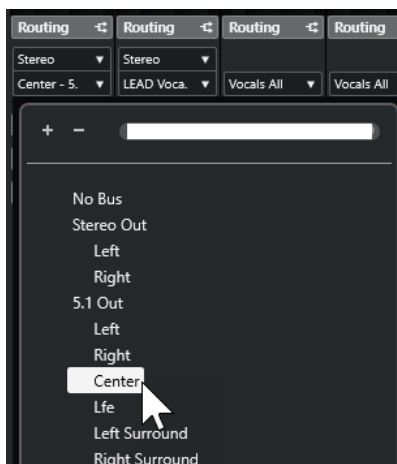 Routing Routing Routing Routing
Stereo Stereo
Center - 5. LEAD Voca. Vocals All Vocals All
+ −
No Bus
Stereo Out
Left
Right
5.1 Out
Left
Right
Center
Lfe
Left Surround
Right Surround